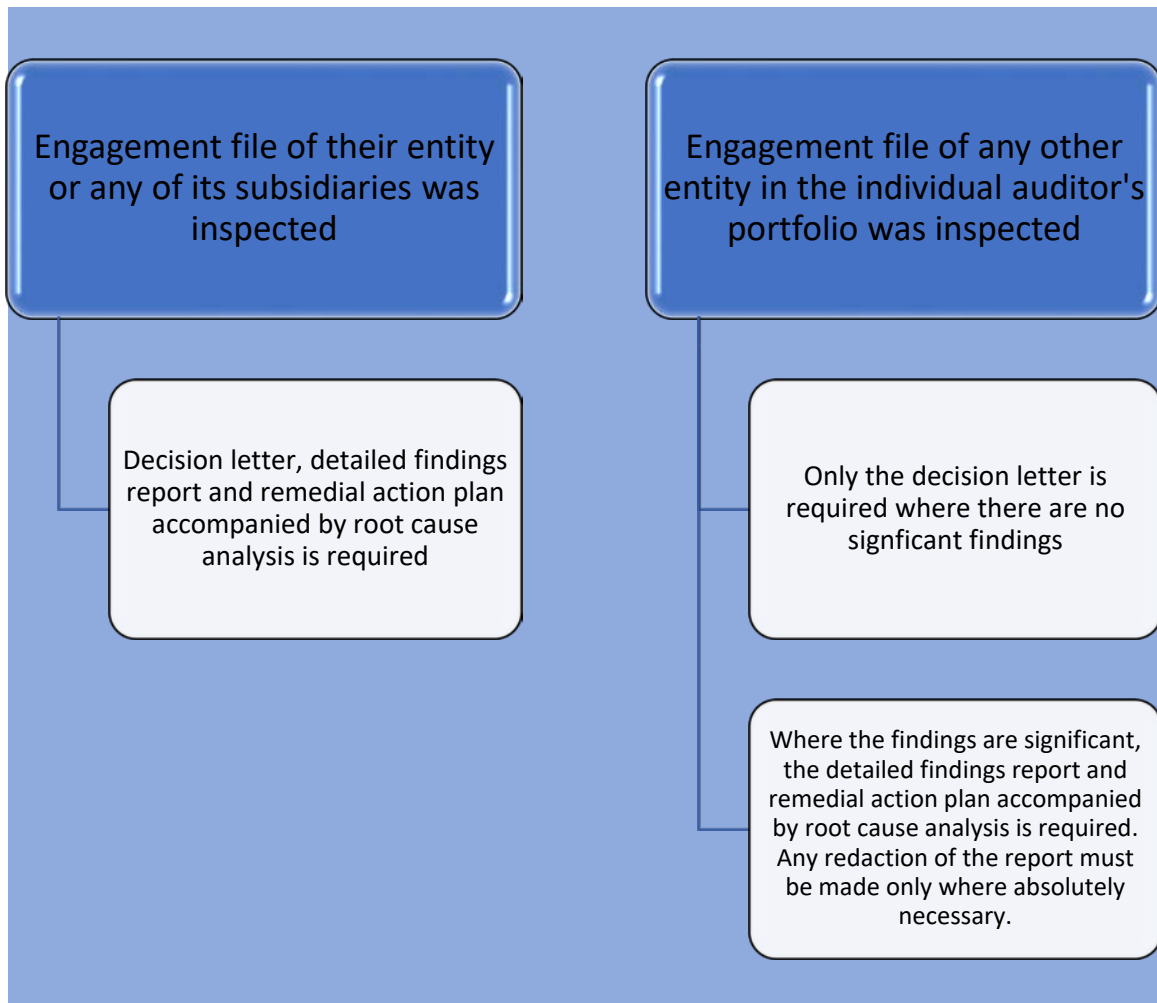 Engagement file of their entity
or any of its subsidiaries was
inspected
Decision letter, detailed findings
report and remedial action plan
accompanied by root cause
analysis is required
Engagement file of any other
entity in the individual auditor's
portfolio was inspected
Only the decision letter is
required where there are no
signficant findings
Where the findings are significant,
the detailed findings report and
remedial action plan accompanied
by root cause analysis is required.
Any redaction of the report must
be made only where absolutely
necessary.